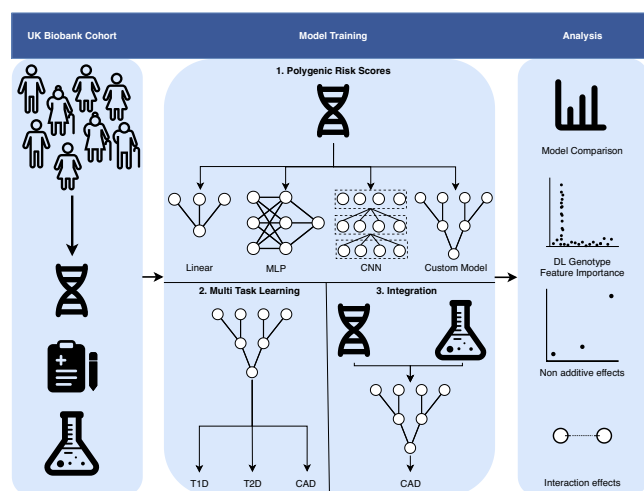 UK Biobank Cohort
Model Training
Analysis
1. Polygenic Risk Scores
Linear
MLP
CNN
Custom Model
2. Multi Task Learning
T1D
T2D
CAD
3. Integration
CAD
Model Comparison
DL Genotype
Feature Importance
Non additive effects
Interaction effects